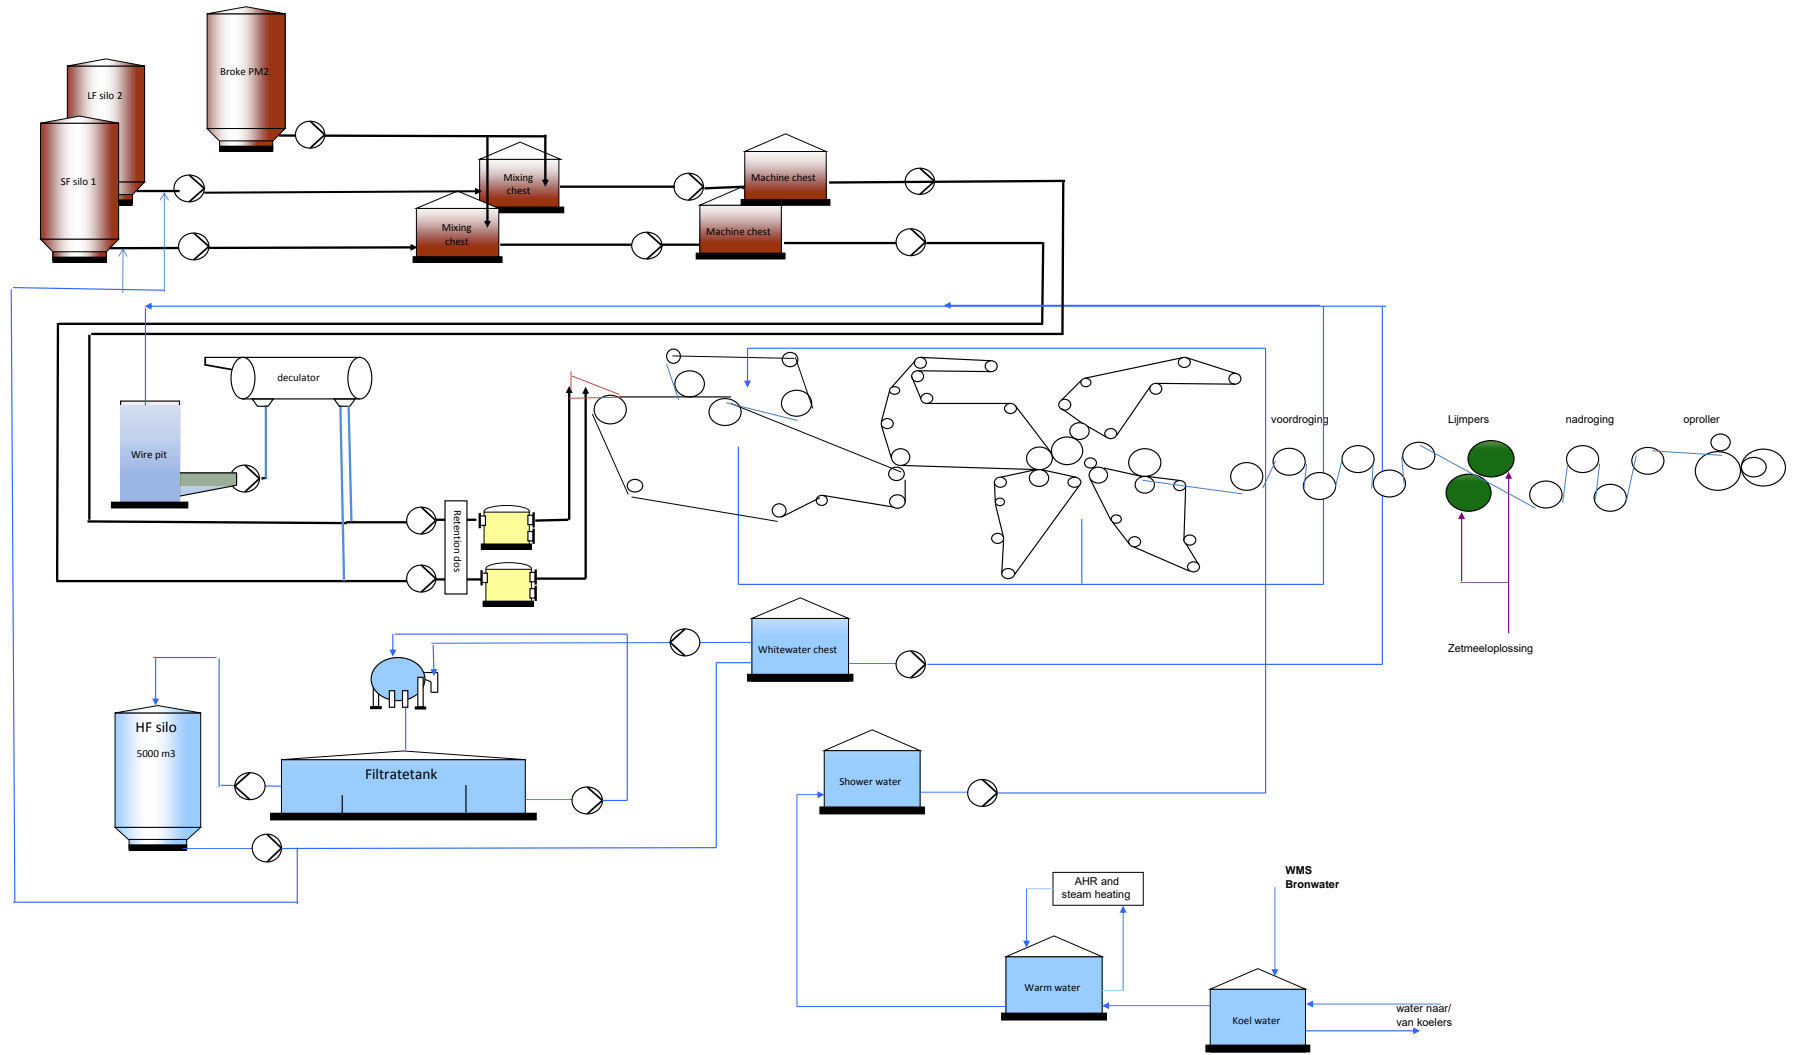 Broke PM2
LF silo 2
SF silo 1
Mixing
chest
Machine chest
Mixing
chest
Machine chest
deculator
Wire pit
Retention dos
voordroging
Lijmpers
nadroging
oproller
Zetmeeloplossing
Whitewater chest
HF silo
5000 m3
Filtratetank
Shower water
AHR and
steam heating
WMS
Bronwater
Warm water
Koel water
water naar/
van koelers